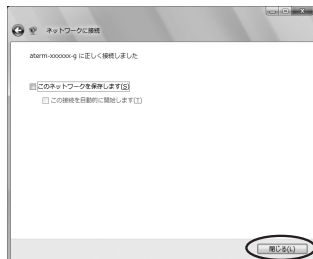 ネットワークに接続
aterm-xxxxxx-g に正しく接続しました
このネットワークを保存します(S)
この接続を自動的に開始します(T)
閉じる(L)